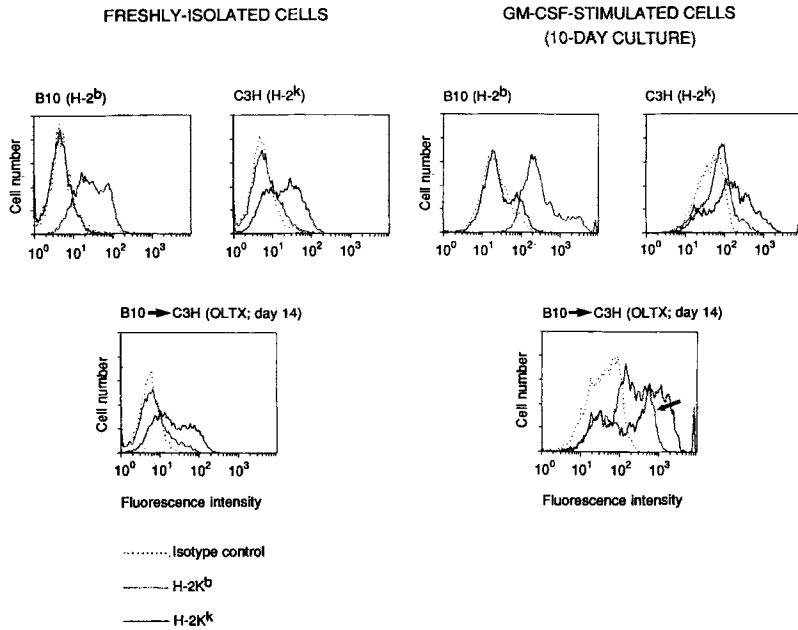 FRESHLY-ISOLATED CELLS
GM-CSF-STIMULATED CELLS
(10-DAY CULTURE)
B10 (H-2b)
Cell number
10⁰ 10¹ 10² 10³
C3H (H-2k)
10⁰ 10¹ 10² 10³
B10 (H-2b)
Cell number
10⁰ 10¹ 10² 10³
C3H (H-2k)
10⁰ 10¹ 10² 10³
B10 → C3H (OLTX; day 14)
Cell number
10⁰ 10¹ 10² 10³
Fluorescence intensity
B10 → C3H (OLTX; day 14)
Cell number
10⁰ 10¹ 10² 10³
Fluorescence intensity
Isotype control
H-2Kb
H-2Kk